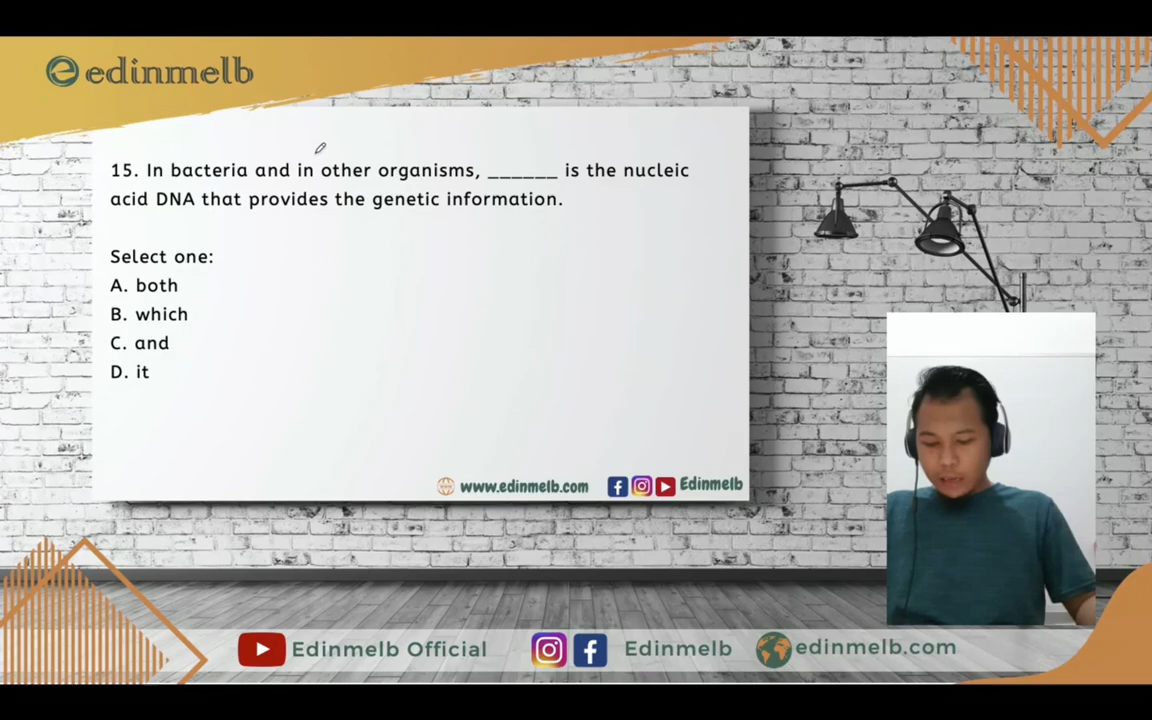 edinmelb
15. In bacteria and in other organisms, ______ is the nucleic
acid DNA that provides the genetic information.
Select one:
A. both
B. which
C. and
D. it
www.edinmelb.com Edinmelb
Edinmelb Official Edinmelb edinmelb.com